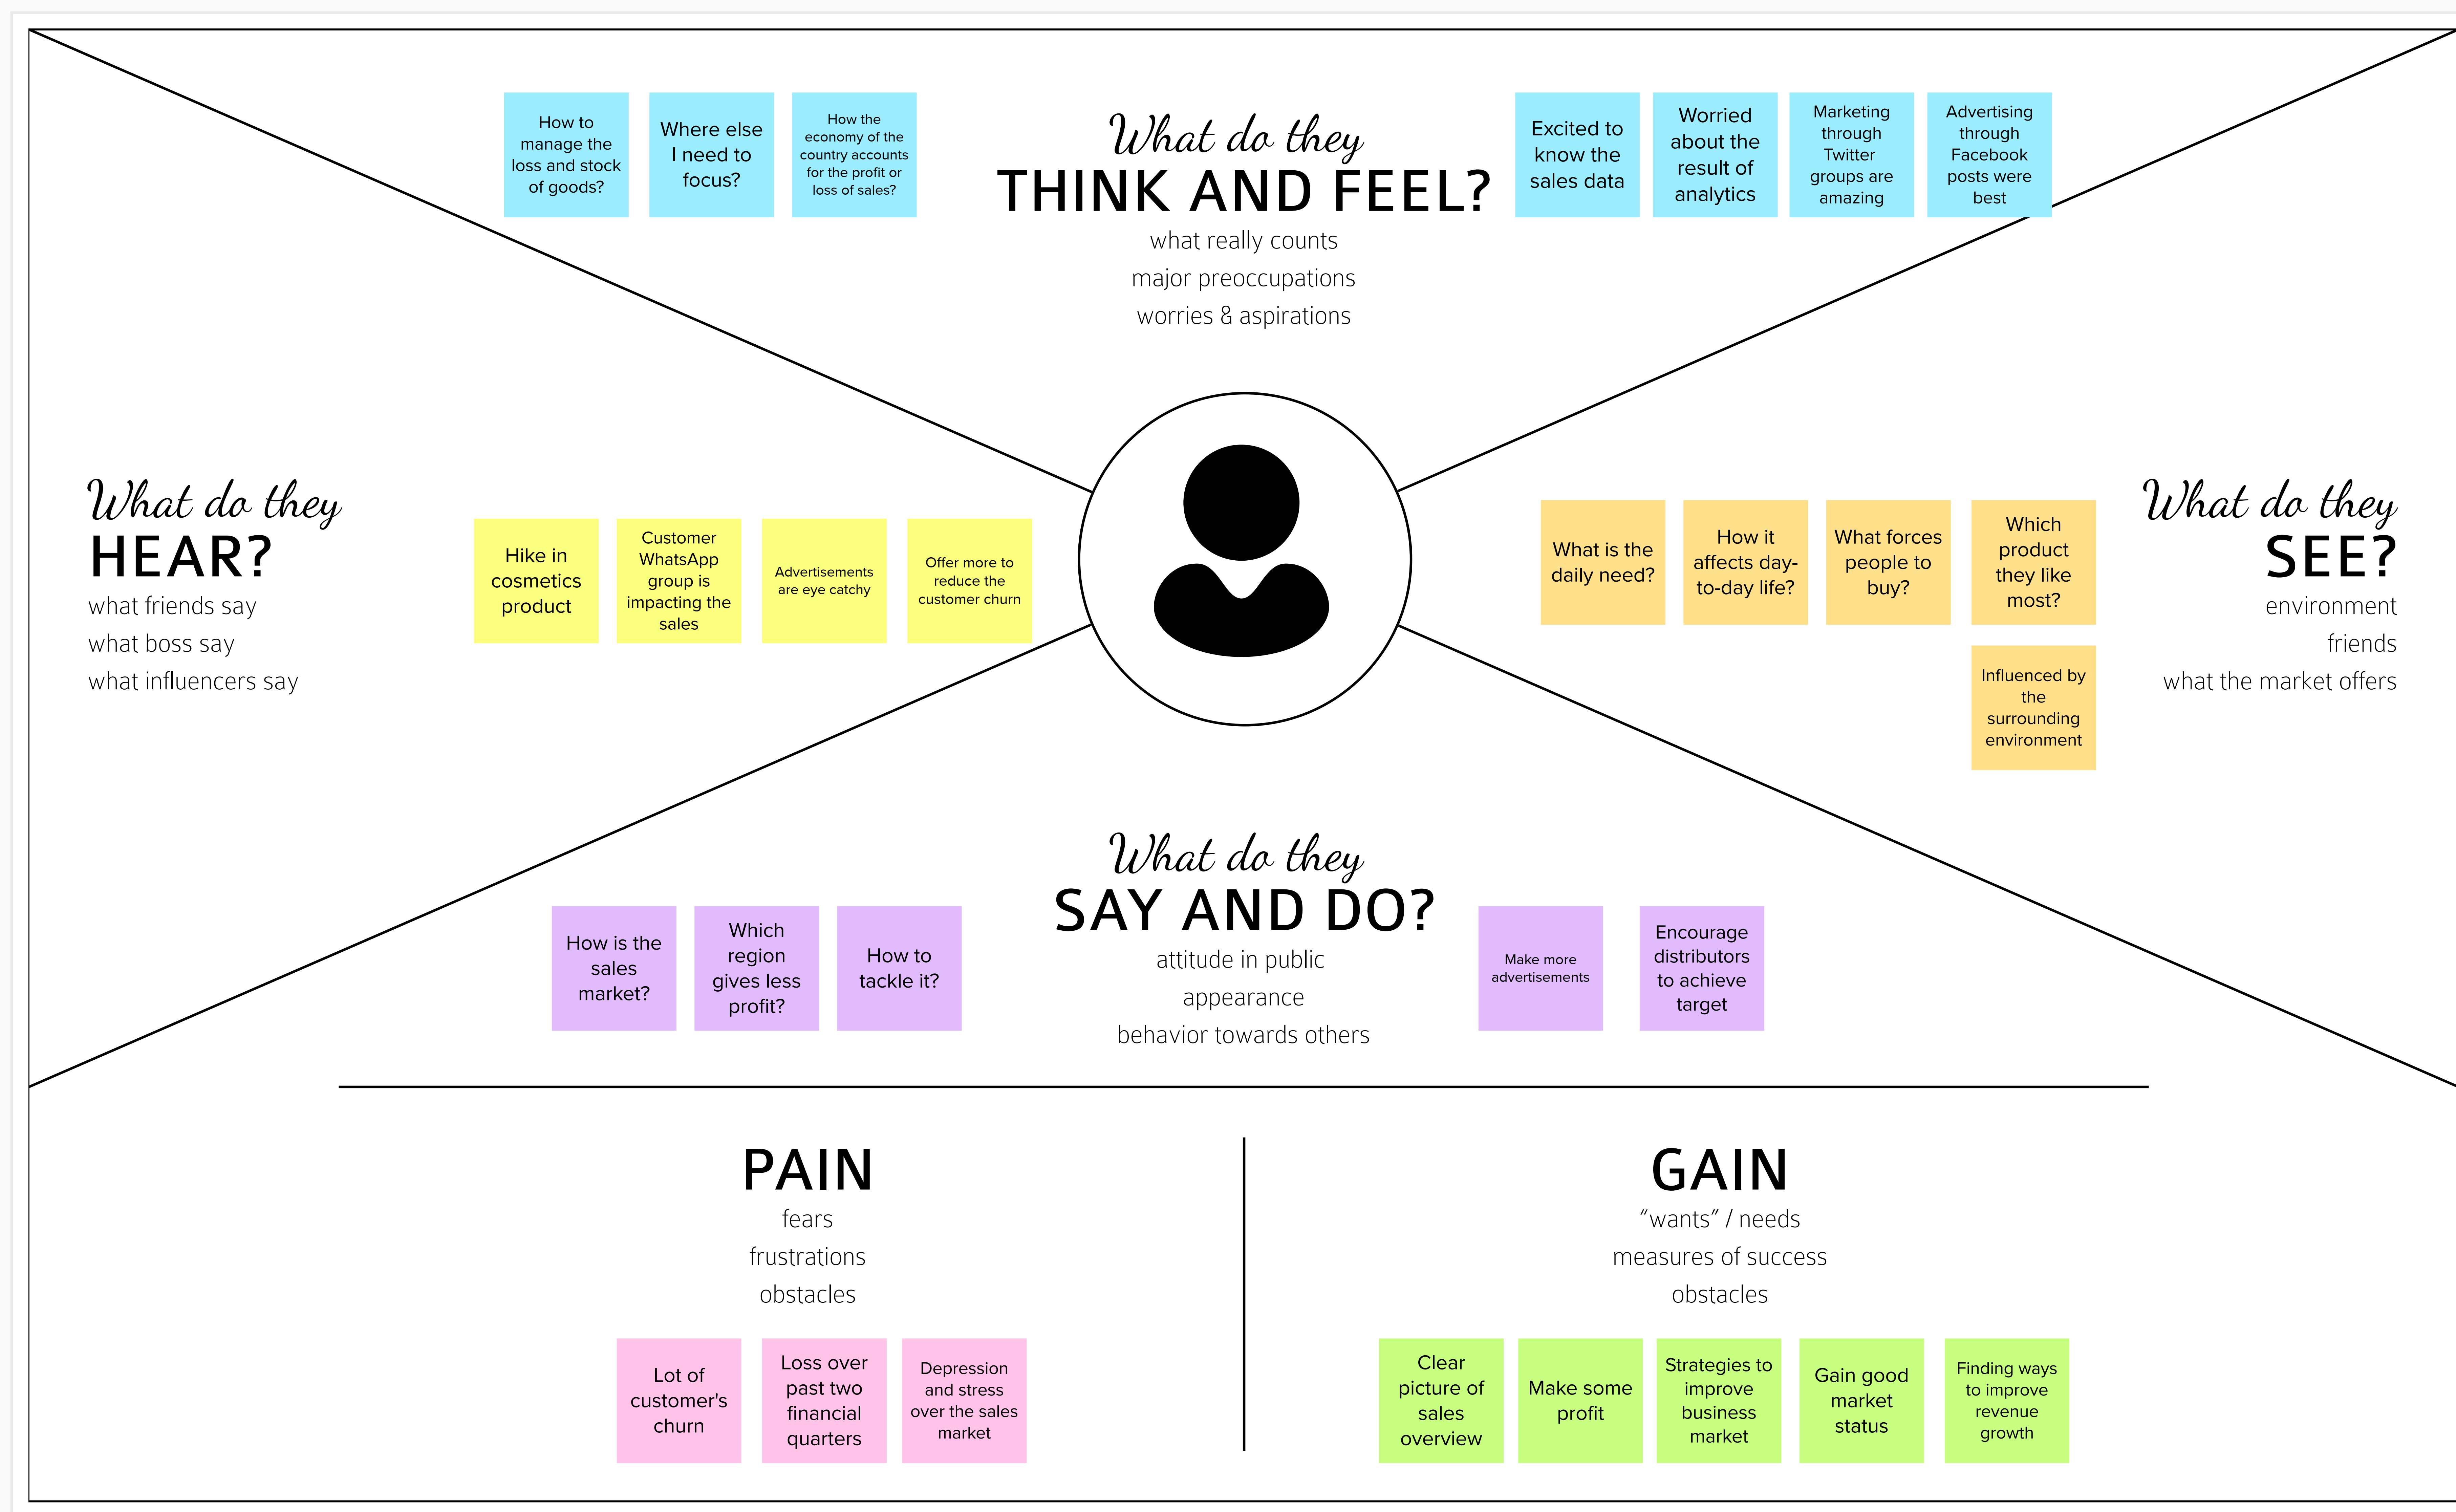 How to
manage the
loss and stock
of goods?
Where else
I need to
focus?
How the
economy of the
country accounts
for the profit or
loss of sales?
What do they
THINK AND FEEL?
what really counts
major preoccupations
worries & aspirations
Excited to
know the
sales data
Worried
about the
result of
analytics
Marketing
through
Twitter
groups are
amazing
Advertising
through
Facebook
posts were
best
What do they
HEAR?
what friends say
what boss say
what influencers say
Hike in
cosmetics
product
Customer
WhatsApp
group is
impacting the
sales
Advertisements
are eye catchy
Offer more to
reduce the
customer churn
What is the
daily need?
How it
affects day-
to-day life?
What forces
people to
buy?
Which
product
they like
most?
Influenced by
the
surrounding
environment
What do they
SEE?
environment
friends
what the market offers
What do they
SAY AND DO?
attitude in public
appearance
behavior towards others
How is the
sales
market?
Which
region
gives less
profit?
How to
tackle it?
Make more
advertisements
Encourage
distributors
to achieve
target
PAIN
fears
frustrations
obstacles
Lot of
customer's
churn
Loss over
past two
financial
quarters
Depression
and stress
over the sales
market
GAIN
“wants” / needs
measures of success
obstacles
Clear
picture of
sales
overview
Make some
profit
Strategies to
improve
business
market
Gain good
market
status
Finding ways
to improve
revenue
growth